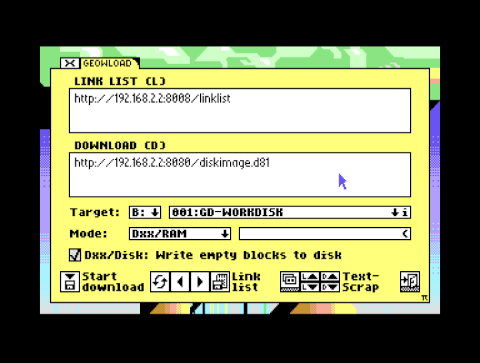 GEOWLOAD
LINK LIST (L)
http://192.168.2.2:8008/linklist
DOWNLOAD (D)
http://192.168.2.2:8080/diskimage.d81
Target: B: 001:GD-WORKDISK i
Mode: Dxx/RAM <
Dxx/Disk: Write empty blocks to disk
Start download
Link list
L D
L D
Text-Scrap
π